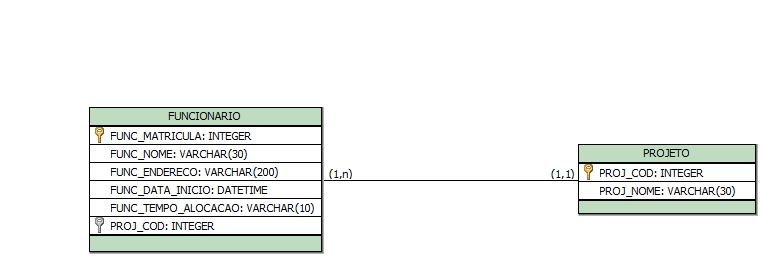 FUNCIONARIO
FUNC_MATRICULA: INTEGER
FUNC_NOME: VARCHAR(30)
FUNC_ENDERECO: VARCHAR(200)
FUNC_DATA_INICIO: DATETIME
FUNC_TEMPO_ALOCACAO: VARCHAR(10)
PROJ_COD: INTEGER
(1,n)
(1,1)
PROJETO
PROJ_COD: INTEGER
PROJ_NOME: VARCHAR(30)